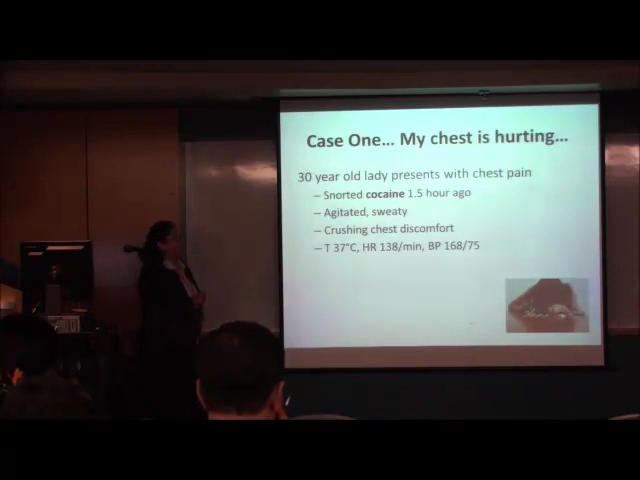 Case One... My chest is hurting...
30 year old lady presents with chest pain
– Snorted cocaine 1.5 hour ago
– Agitated, sweaty
– Crushing chest discomfort
– T 37°C, HR 138/min, BP 168/75